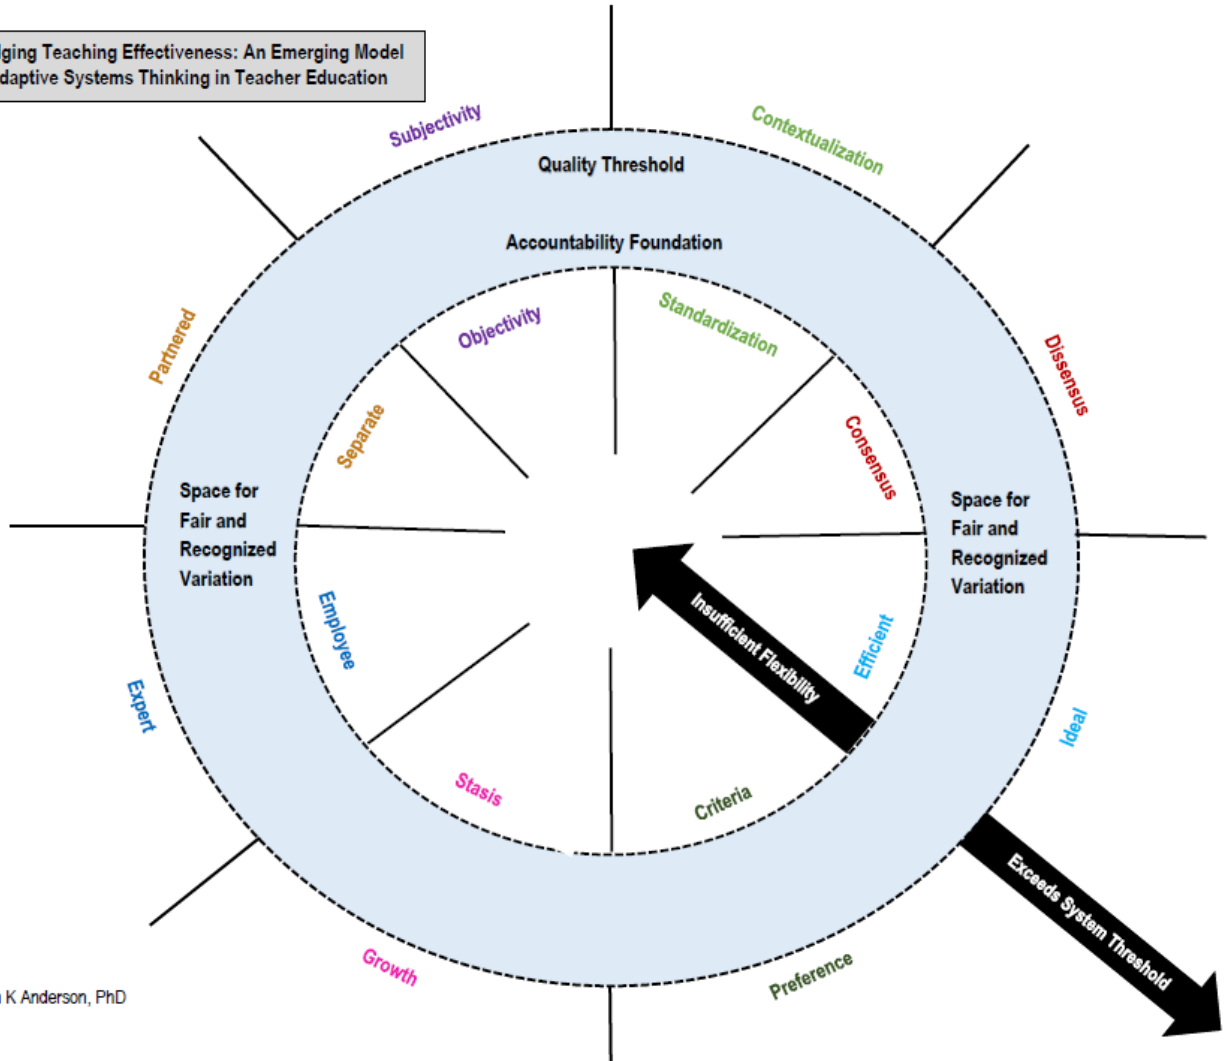 ging Teaching Effectiveness: An Emerging Model
daptive Systems Thinking in Teacher Education
Subjectivity
Contextualization
Quality Threshold
Accountability Foundation
Objectivity
Standardization
Partnered
Dissensus
Separate
Consensus
Space for
Fair and
Recognized
Variation
Space for
Fair and
Recognized
Variation
Employee
Insufficient Flexibility
Efficient
Expert
Ideal
Stasis
Criteria
Exceeds System Threshold
Growth
Preference
K Anderson, PhD